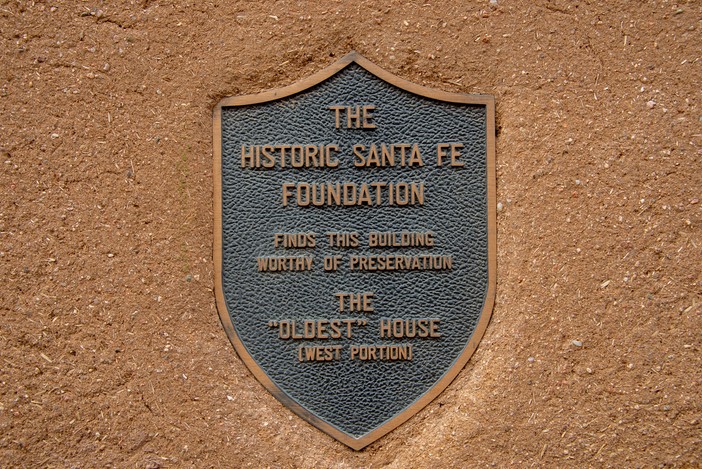 THE
HISTORIC SANTA FE
FOUNDATION
FINDS THIS BUILDING
WORTHY OF PRESERVATION
THE
"OLDEST" HOUSE
(WEST PORTION)